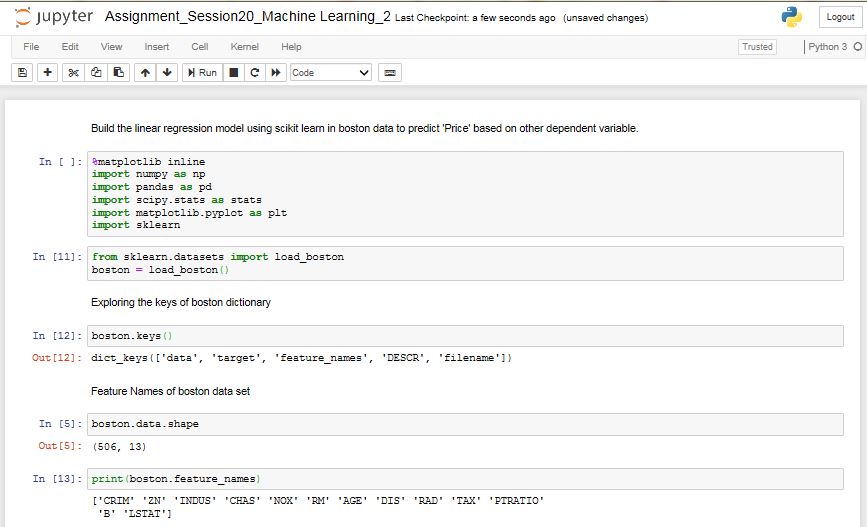 jupyter Assignment_Session20_Machine Learning_2 Last Checkpoint: a few seconds ago (unsaved changes) Logout
File Edit View Insert Cell Kernel Help Trusted Python 3
Run Code
Build the linear regression model using scikit learn in boston data to predict 'Price' based on other dependent variable.
In [ ]: %matplotlib inline
import numpy as np
import pandas as pd
import scipy.stats as stats
import matplotlib.pyplot as plt
import sklearn
In [11]: from sklearn.datasets import load_boston
boston = load_boston()
Exploring the keys of boston dictionary
In [12]: boston.keys()
Out[12]: dict_keys(['data', 'target', 'feature_names', 'DESCR', 'filename'])
Feature Names of boston data set
In [5]: boston.data.shape
Out[5]: (506, 13)
In [13]: print(boston.feature_names)
['CRIM' 'ZN' 'INDUS' 'CHAS' 'NOX' 'RM' 'AGE' 'DIS' 'RAD' 'TAX' 'PTRATIO'
'B' 'LSTAT']